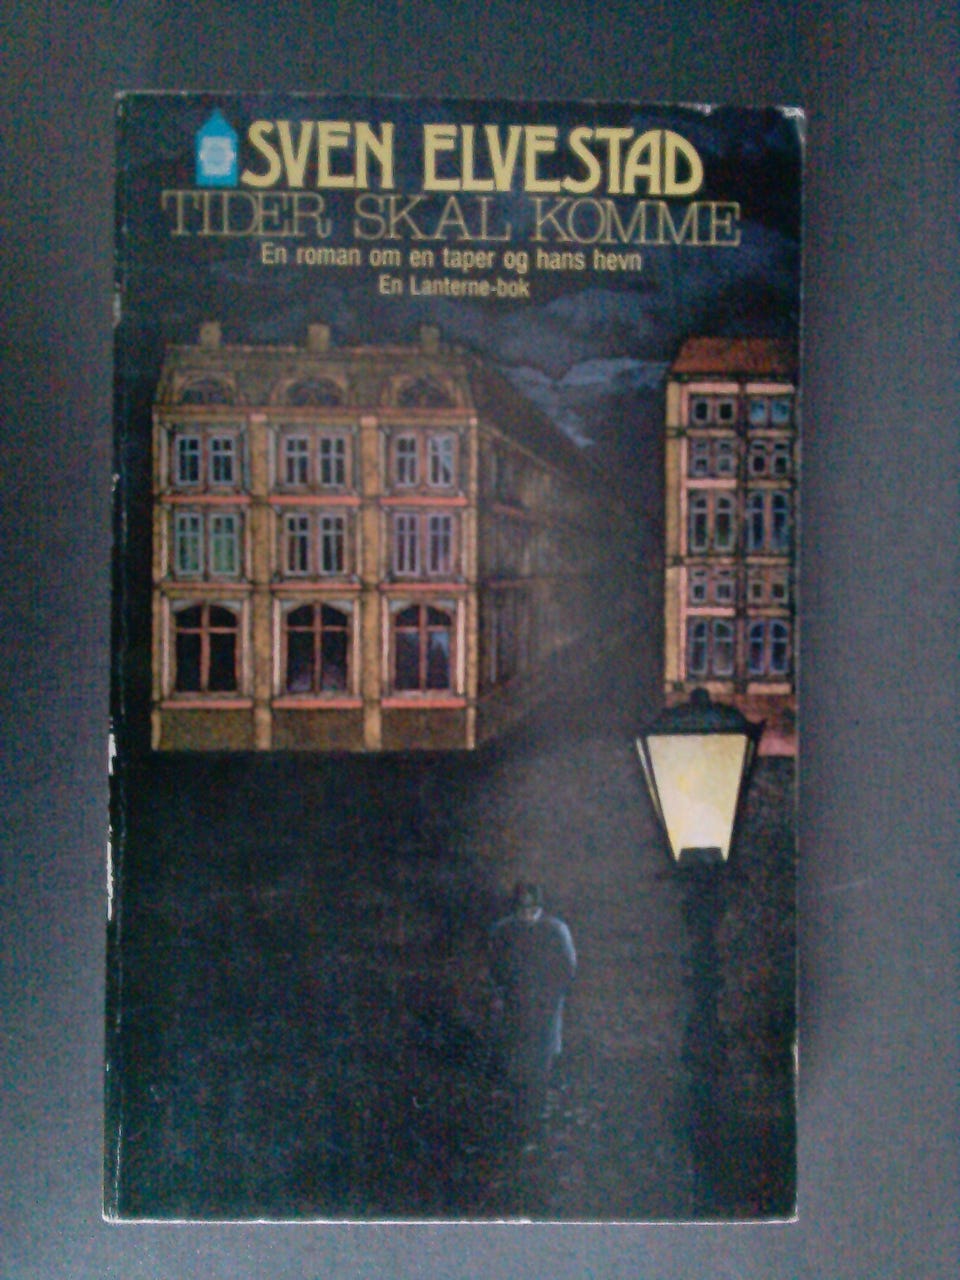 SVEN ELVESTAD
TIDER SKAL KOMME
En roman om en taper og hans hevn
En Lanterne-bok